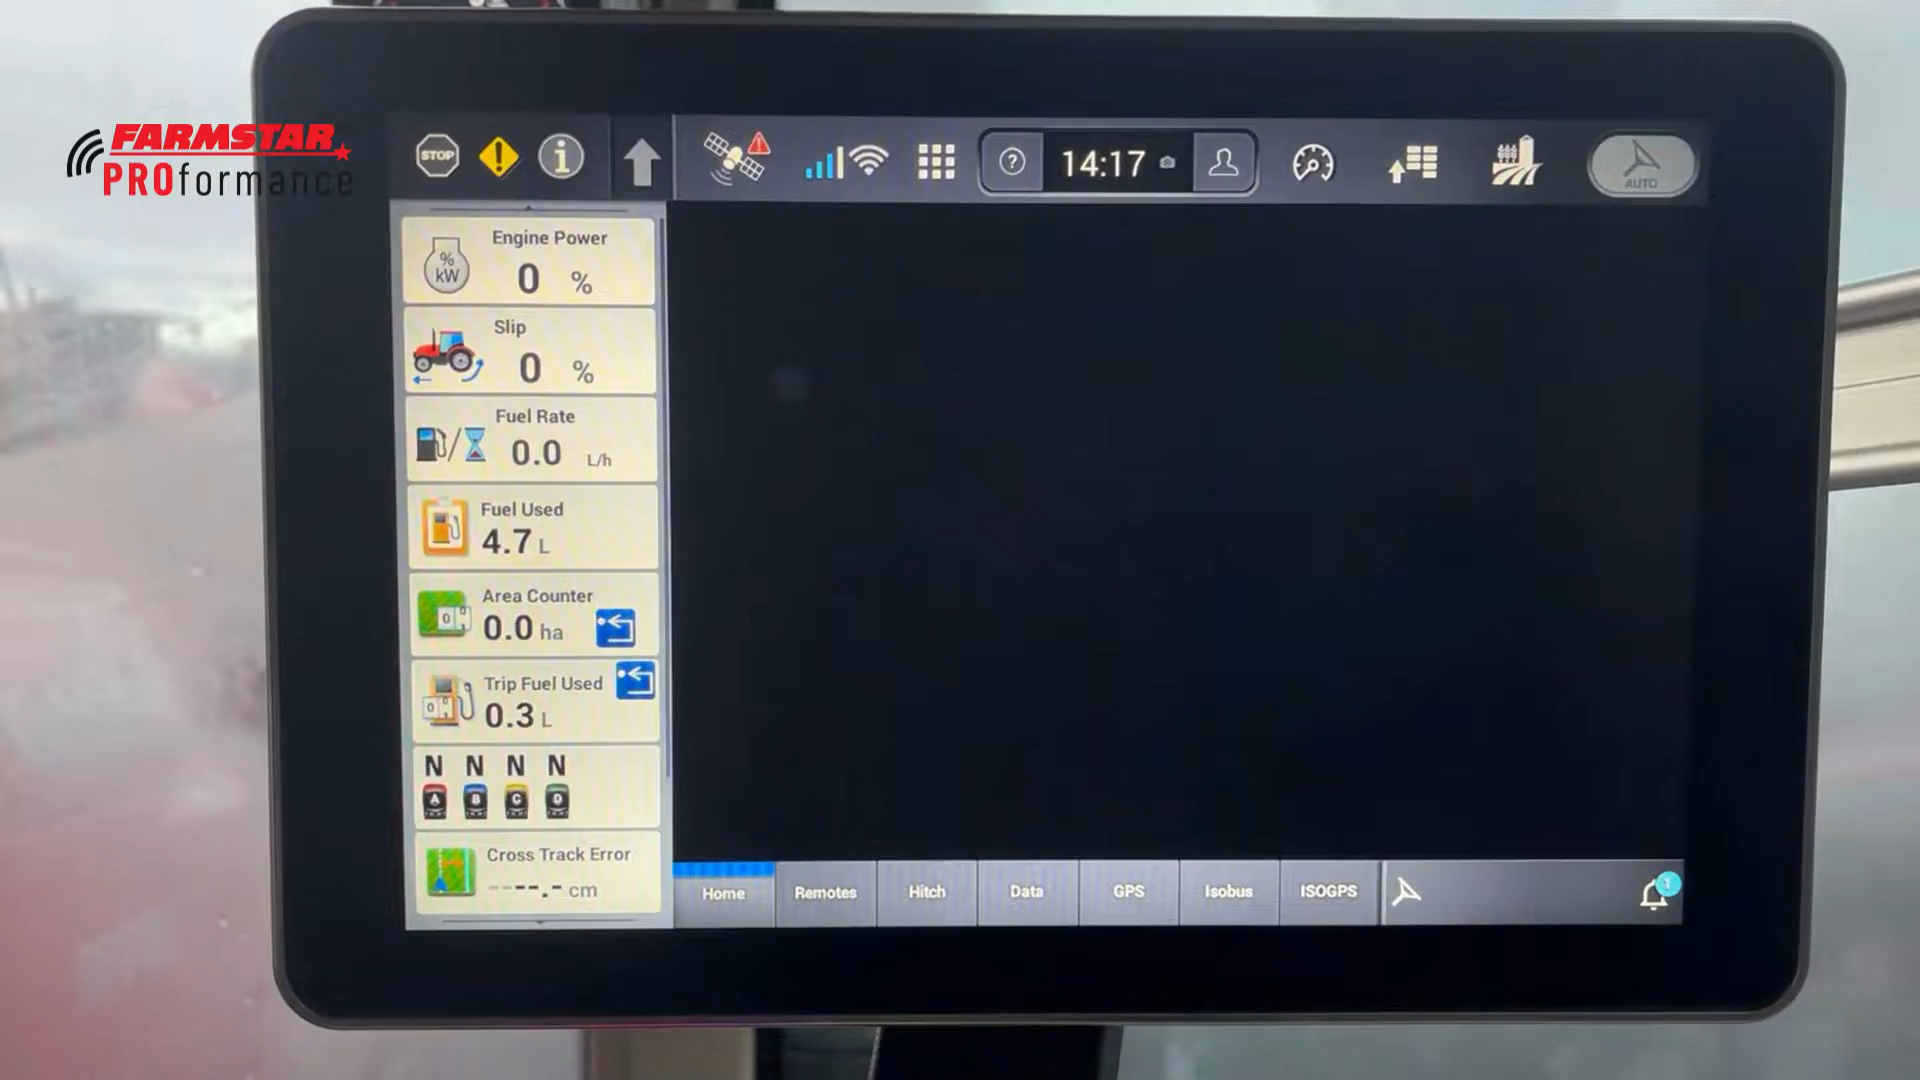 FARMSTAR
PROformance
STOP
14:17
AUTO
Engine Power
% kW
0 %
Slip
0 %
Fuel Rate
0.0 L/h
Fuel Used
4.7 L
Area Counter
0
0.0 ha
Trip Fuel Used
0
0.3 L
N N N N
A B C D
Cross Track Error
----.- cm
Home
Remotes
Hitch
Data
GPS
Isobus
ISOGPS
1